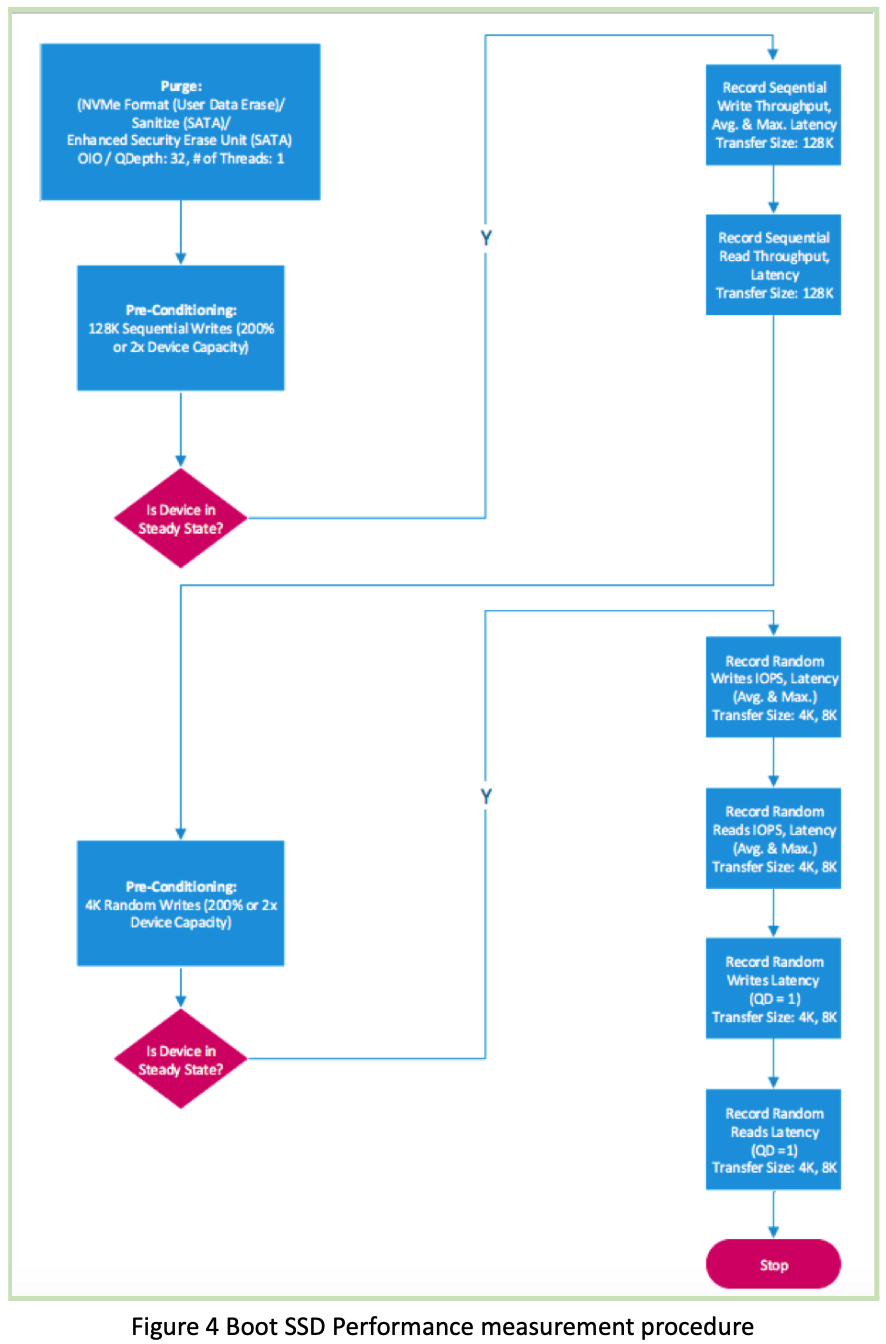 Purge:
(NVMe Format (User Data Erase)/
Sanitize (SATA)/
Enhanced Security Erase Unit (SATA)
OIO / QDepth: 32, # of Threads: 1
Pre-Conditioning:
128K Sequential Writes (200%
or 2x Device Capacity)
Is Device in
Steady State?
Y
Record Seqential
Write Throughput,
Avg. & Max. Latency
Transfer Size: 128K
Record Sequential
Read Throughput,
Latency
Transfer Size: 128K
Pre-Conditioning:
4K Random Writes (200% or 2x
Device Capacity)
Is Device in
Steady State?
Y
Record Random
Writes IOPS, Latency
(Avg. & Max.)
Transfer Size: 4K, 8K
Record Random
Reads IOPS, Latency
(Avg. & Max.)
Transfer Size: 4K, 8K
Record Random
Writes Latency
(QD = 1)
Transfer Size: 4K, 8K
Record Random
Reads Latency
(QD =1)
Transfer Size: 4K, 8K
Stop
Figure 4 Boot SSD Performance measurement procedure